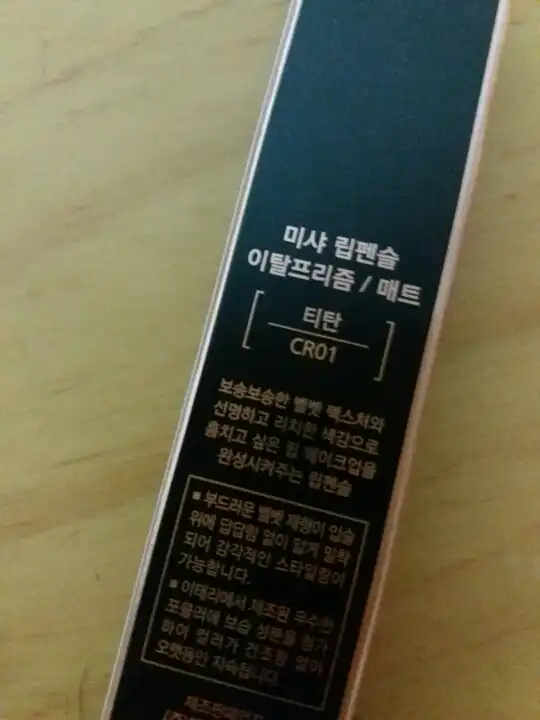 미샤 립펜슬
이탈프리즘 / 매트
티탄
CR01
보송보송한 벨벳 텍스처와
선명하고 리치한 색감으로
훔치고 싶은 립 메이크업을
완성시켜주는 립펜슬
■ 부드러운 벨벳 제형이 입술
위에 답답함 없이 얇게 밀착
되어 감각적인 스타일링이
가능합니다.
■ 이태리에서 제조된 우수한
포뮬러에 보습 성분을 첨가
하여 컬러가 건조함 없이
오랫동안 지속됩니다.